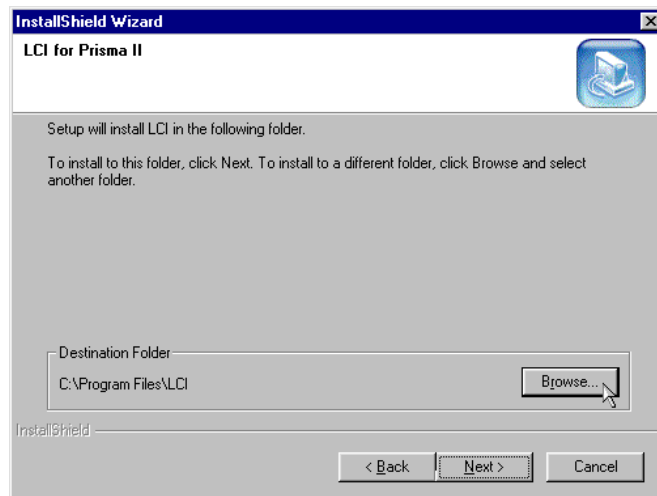 InstallShield Wizard
LCI for Prisma II
Setup will install LCI in the following folder.
To install to this folder, click Next. To install to a different folder, click Browse and select
another folder.
Destination Folder
C:\Program Files\LCI
Browse...
InstallShield
< Back
Next >
Cancel